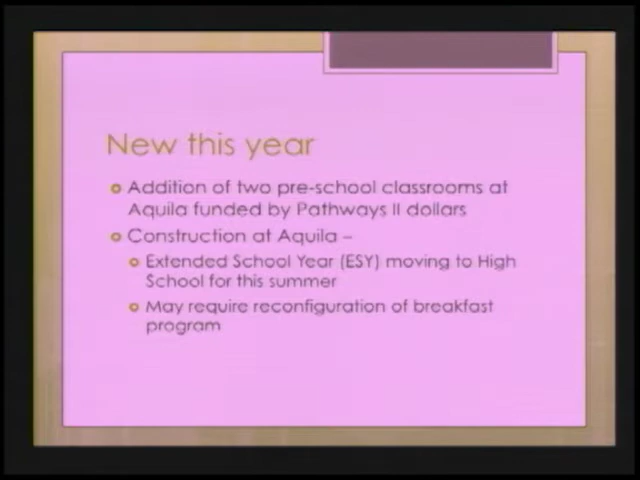 New this year
Addition of two pre-school classrooms at
Aquila funded by Pathways II dollars
Construction at Aquila –
Extended School Year (ESY) moving to High
School for this summer
May require reconfiguration of breakfast
program